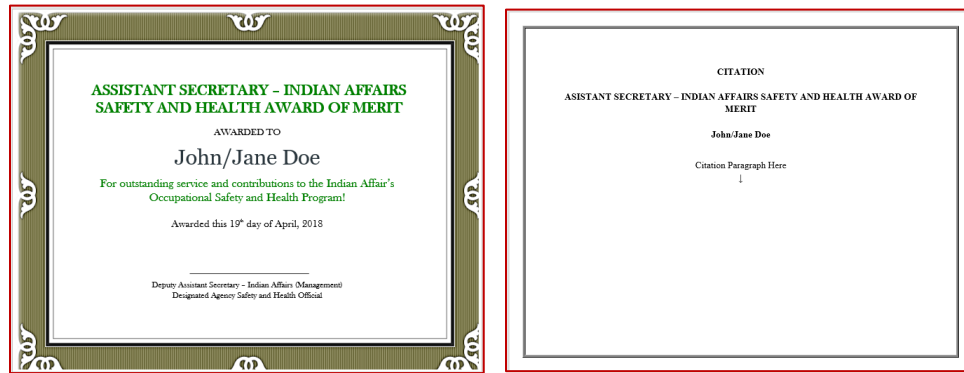 ASSISTANT SECRETARY – INDIAN AFFAIRS
SAFETY AND HEALTH AWARD OF MERIT
AWARDED TO
John/Jane Doe
For outstanding service and contributions to the Indian Affair's
Occupational Safety and Health Program!
Awarded this 19th day of April, 2018
Deputy Assistant Secretary – Indian Affairs (Management)
Designated Agency Safety and Health Official
CITATION
ASISTANT SECRETARY – INDIAN AFFAIRS SAFETY AND HEALTH AWARD OF
MERIT
John/Jane Doe
Citation Paragraph Here
↓